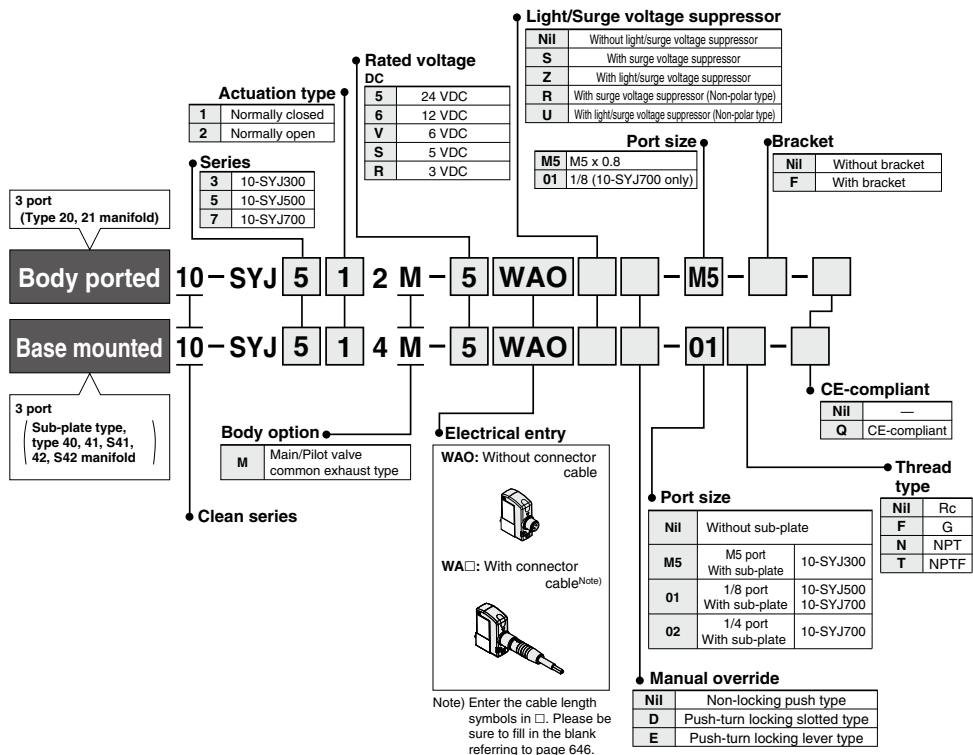 Light/Surge voltage suppressor
Nil Without light/surge voltage suppressor
S With surge voltage suppressor
Z With light/surge voltage suppressor
R With surge voltage suppressor (Non-polar type)
U With light/surge voltage suppressor (Non-polar type)
Rated voltage
DC
5 24 VDC
6 12 VDC
V 6 VDC
S 5 VDC
R 3 VDC
Actuation type
1 Normally closed
2 Normally open
Port size
M5 M5 x 0.8
01 1/8 (10-SYJ700 only)
Bracket
Nil Without bracket
F With bracket
Series
3 10-SYJ300
5 10-SYJ500
7 10-SYJ700
3 port
(Type 20, 21 manifold)
Body ported 10 – SYJ 5 1 2 M – 5 WAO – M5 – –
Base mounted 10 – SYJ 5 1 4 M – 5 WAO – 01 –
3 port
(Sub-plate type,
type 40, 41, S41,
42, S42 manifold)
Clean series
Body option
M Main/Pilot valve
common exhaust type
Electrical entry
WAO: Without connector
cable
WA□: With connector
cable Note)
Note) Enter the cable length
symbols in □. Please be
sure to fill in the blank
referring to page 646.
CE-compliant
Nil —
Q CE-compliant
Thread
type
Nil Rc
F G
N NPT
T NPTF
Port size
Nil Without sub-plate
M5 M5 port
With sub-plate 10-SYJ300
01 1/8 port
With sub-plate 10-SYJ500
10-SYJ700
02 1/4 port
With sub-plate 10-SYJ700
Manual override
Nil Non-locking push type
D Push-turn locking slotted type
E Push-turn locking lever type